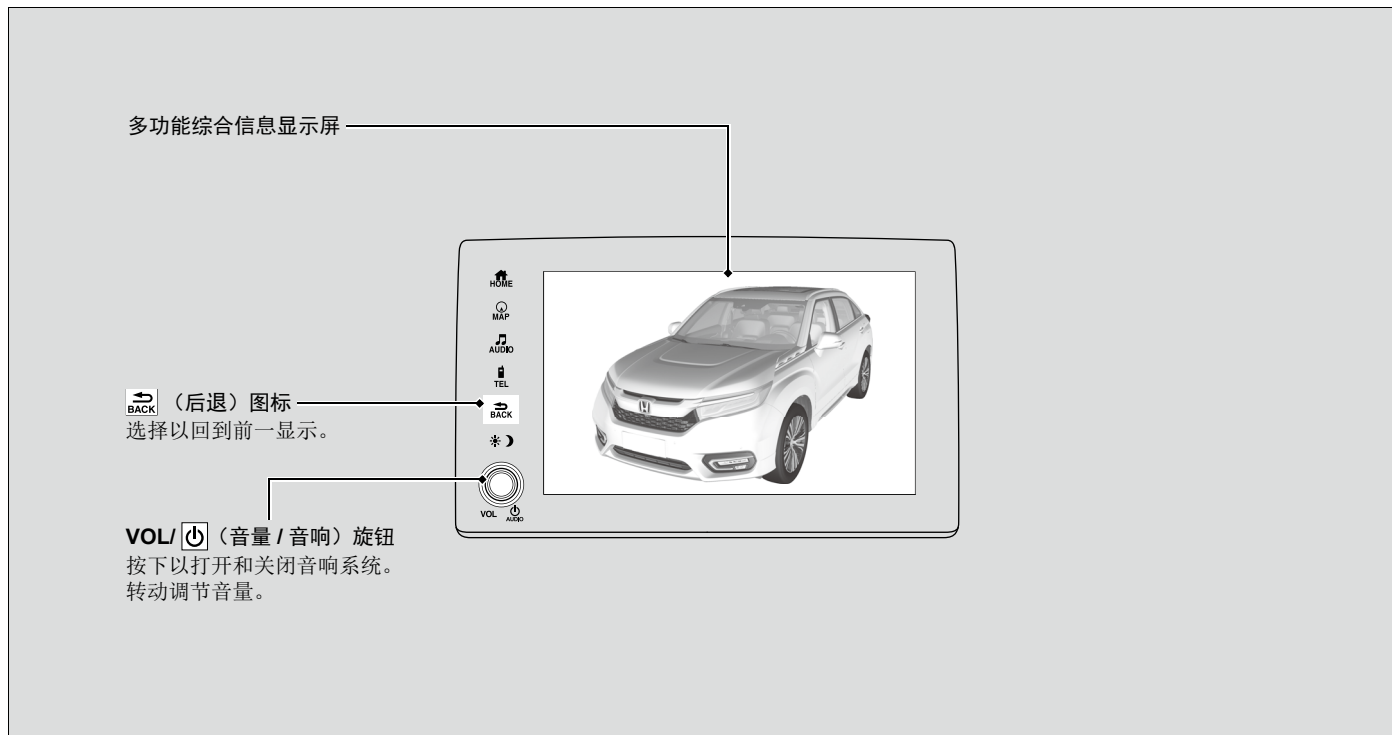 多功能综合信息显示屏
HOME
MAP
AUDIO
TEL
BACK
BACK （后退）图标
选择以回到前一显示。
VOL AUDIO
VOL/ （音量 / 音响）旋钮
按下以打开和关闭音响系统。
转动调节音量。